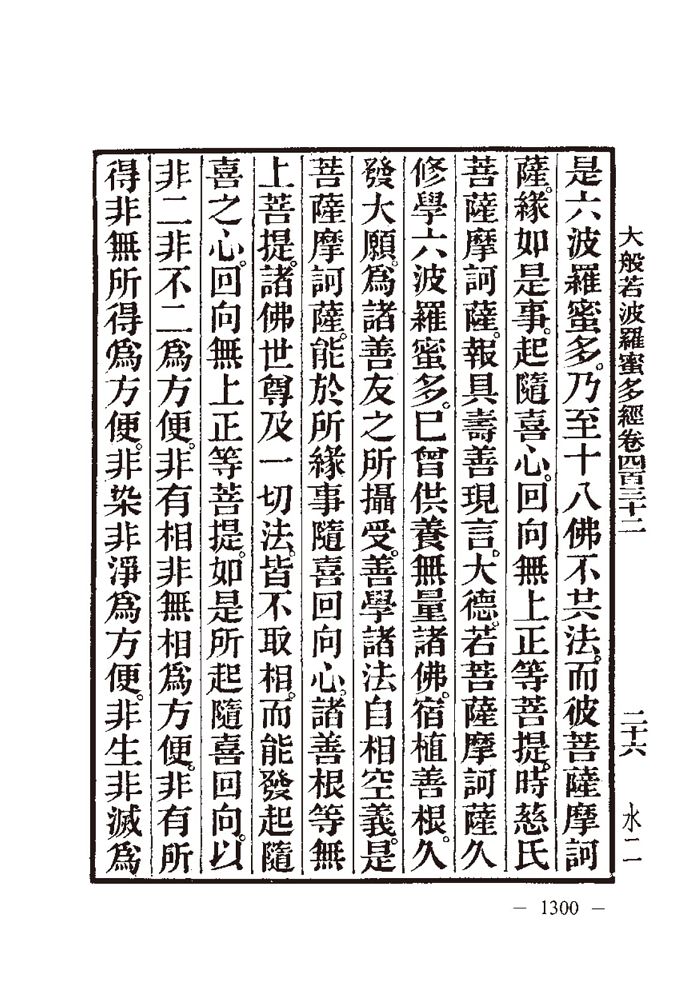 大般若波羅蜜多經卷四百三十二 二十六 水二
是六波羅蜜多。乃至十八佛不共法。而彼菩薩摩訶
薩。緣如是事。起隨喜心。回向無上正等菩提。時慈氏
菩薩摩訶薩。報具壽善現言。大德。若菩薩摩訶薩久
修學六波羅蜜多。已曾供養無量諸佛。宿植善根。久
發大願。爲諸善友之所攝受。善學諸法自相空義。是
菩薩摩訶薩。能於所緣事隨喜回向心。諸善根等無
上菩提。諸佛世尊及一切法。皆不取相。而能發起隨
喜之心。回向無上正等菩提。如是所起隨喜回向。以
非二非不二爲方便。非有相非無相爲方便。非有所
得非無所得爲方便。非染非淨爲方便。非生非滅爲
— 1300 —